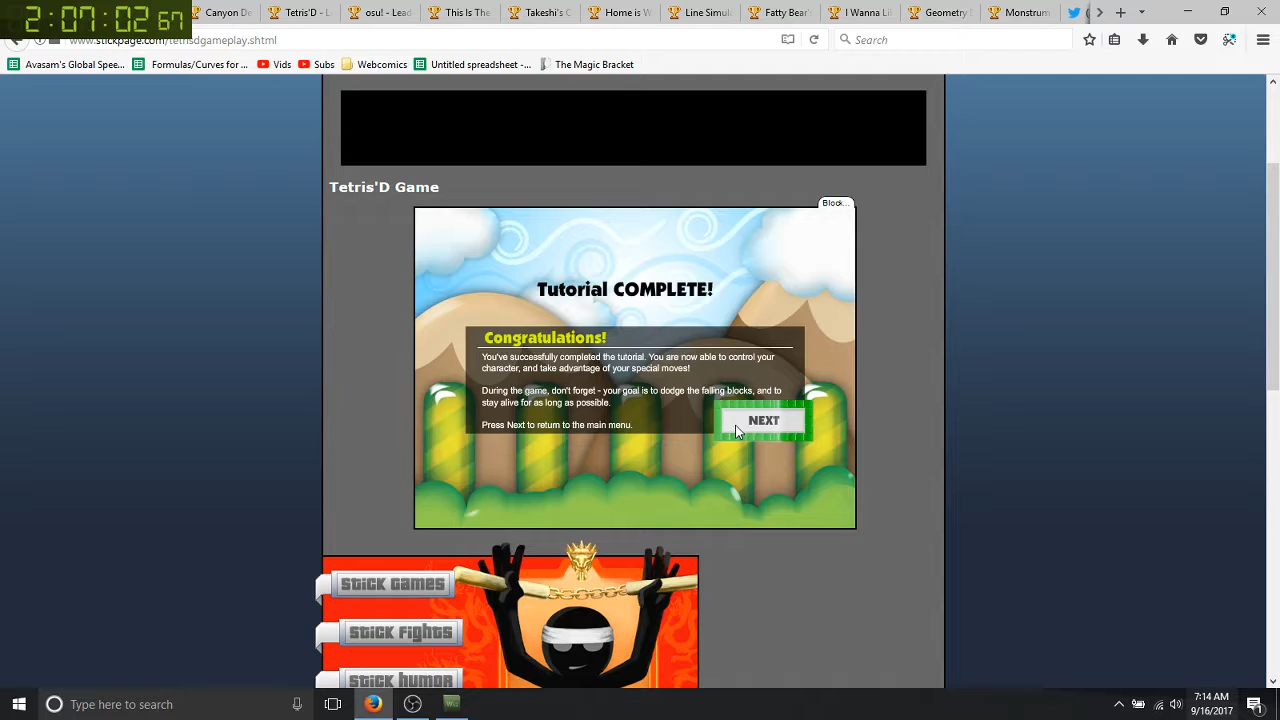 2:07:02 67
Canyon De
Tetris'D -
osu! - Lead
This Is The
Takeshi's C
Home is W
Line Simul
Fatty Bear'
I Wanna Li
Geometry
Monstrum
www.stickpage.com/tetrisdgameplay.shtml
Search
Avasam's Global Spee...
Formulas/Curves for ...
Vids
Subs
Webcomics
Untitled spreadsheet -...
The Magic Bracket
Tetris'D Game
Block...
Tutorial COMPLETE!
Congratulations!
You've successfully completed the tutorial. You are now able to control your
character, and take advantage of your special moves!
During the game, don't forget - your goal is to dodge the falling blocks, and to
stay alive for as long as possible.
NEXT
Press Next to return to the main menu.
STICK GAMES
STICK FIGHTS
STICK HUMOR
Type here to search
7:14 AM
9/16/2017